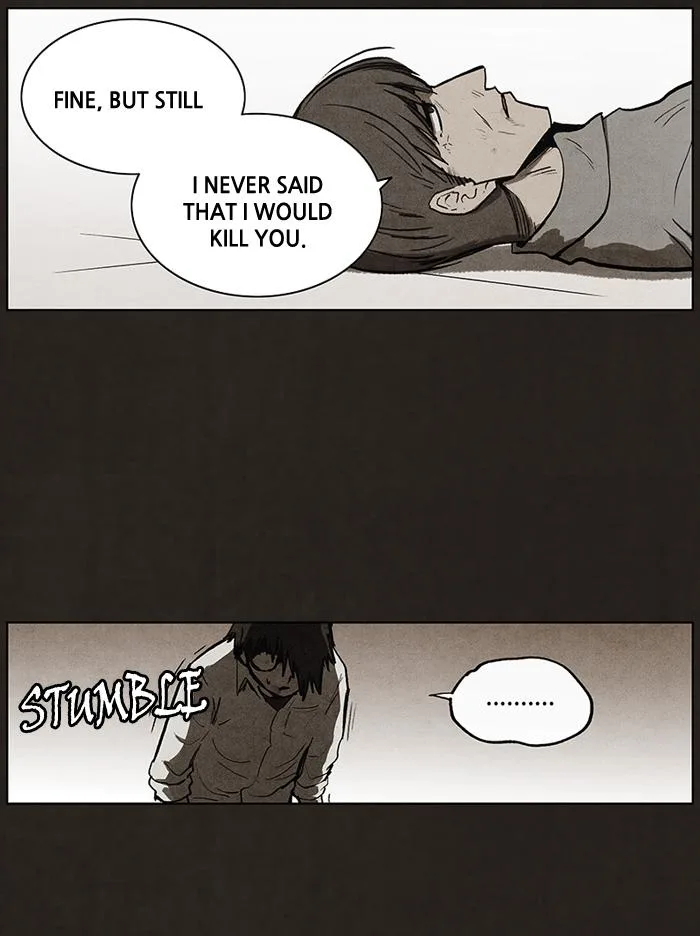 FINE, BUT STILL
I NEVER SAID
THAT I WOULD
KILL YOU.
STUMBLE
..........